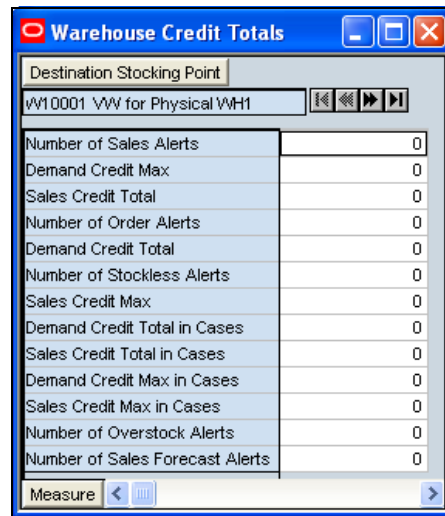 Warehouse Credit Totals
Destination Stocking Point
W10001 VW for Physical WH1
Number of Sales Alerts 0
Demand Credit Max 0
Sales Credit Total 0
Number of Order Alerts 0
Demand Credit Total 0
Number of Stockless Alerts 0
Sales Credit Max 0
Demand Credit Total in Cases 0
Sales Credit Total in Cases 0
Demand Credit Max in Cases 0
Sales Credit Max in Cases 0
Number of Overstock Alerts 0
Number of Sales Forecast Alerts 0
Measure